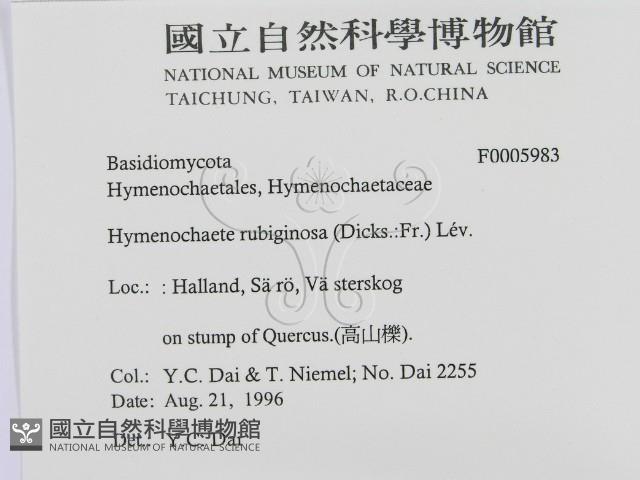 國立自然科學博物館
NATIONAL MUSEUM OF NATURAL SCIENCE
TAICHUNG, TAIWAN, R.O.CHINA
Basidiomycota F0005983
Hymenochaetales, Hymenochaetaceae
Hymenochaete rubiginosa (Dicks.:Fr.) Lév.
Loc.: : Halland, Sä rö, Vä sterskog
on stump of Quercus.(高山櫟).
Col.: Y.C. Dai & T. Niemel; No. Dai 2255
Date: Aug. 21, 1996
Det.: Y.C. Dai
國立自然科學博物館
NATIONAL MUSEUM OF NATURAL SCIENCE